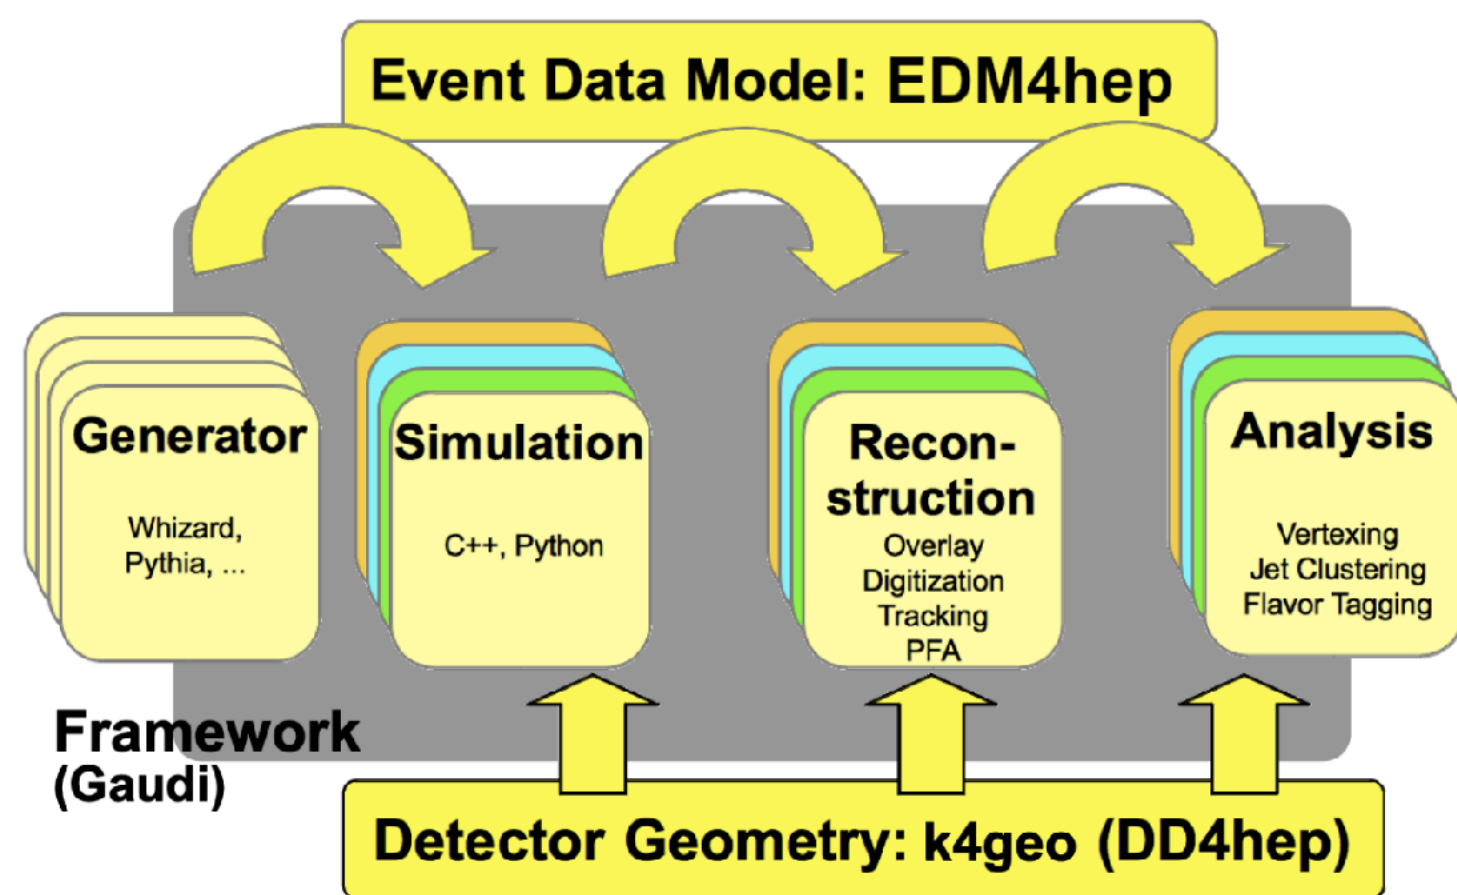 Event Data Model: EDM4hep
Generator
Whizard,
Pythia, ...
Simulation
C++, Python
Recon-
struction
Overlay
Digitization
Tracking
PFA
Analysis
Vertexing
Jet Clustering
Flavor Tagging
Framework
(Gaudi)
Detector Geometry: k4geo (DD4hep)